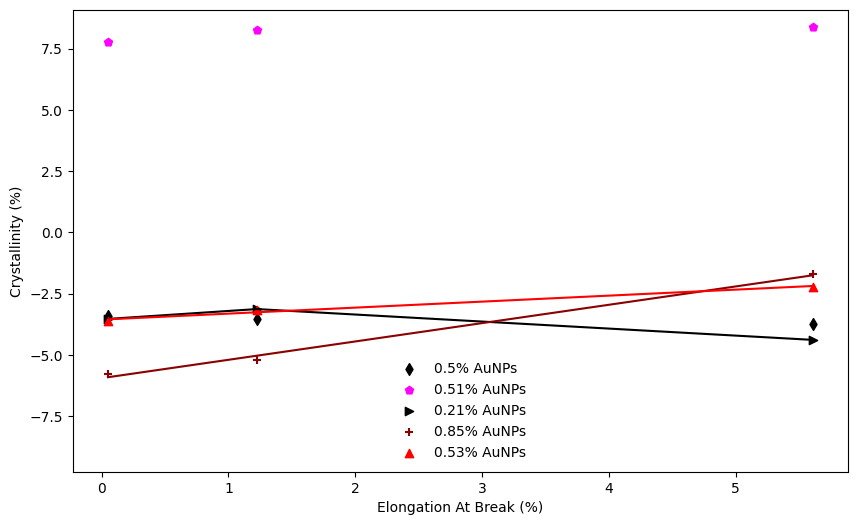 7.5
5.0
2.5
0.0
−2.5
−5.0
−7.5
Crystallinity (%)
0.5% AuNPs
0.51% AuNPs
0.21% AuNPs
0.85% AuNPs
0.53% AuNPs
0 1 2 3 4 5
Elongation At Break (%)